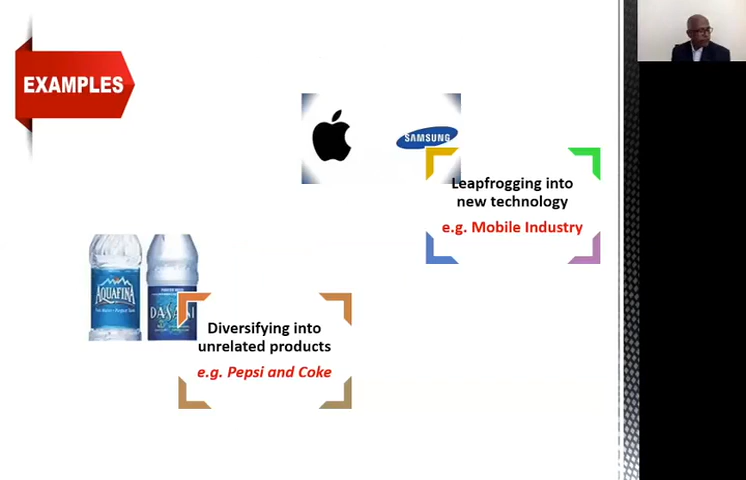 EXAMPLES
SAMSUNG
Leapfrogging into
new technology
e.g. Mobile Industry
AQUAFINA
DASANI
Diversifying into
unrelated products
e.g. Pepsi and Coke